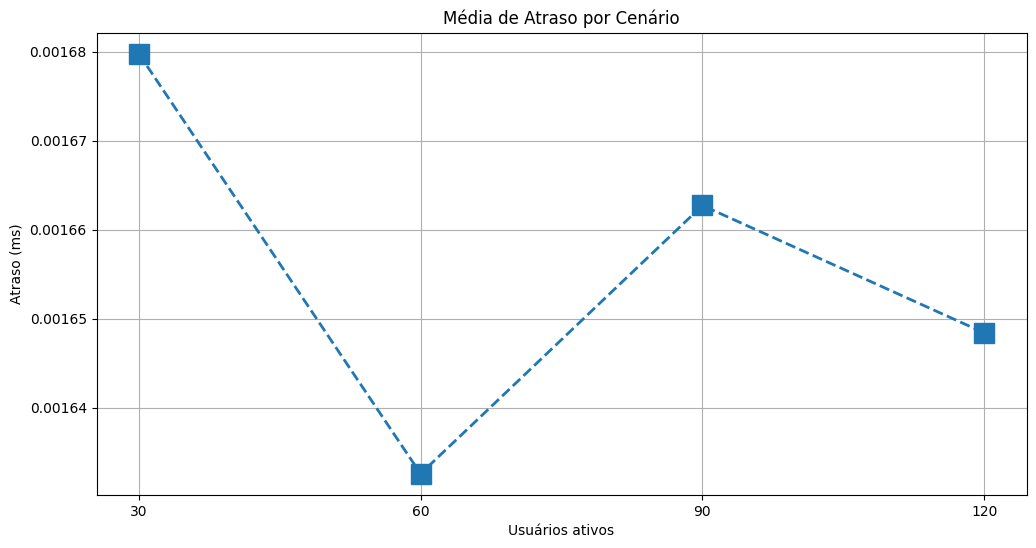 Média de Atraso por Cenário
0.00168
0.00167
0.00166
0.00165
0.00164
Atraso (ms)
30 60 90 120
Usuários ativos